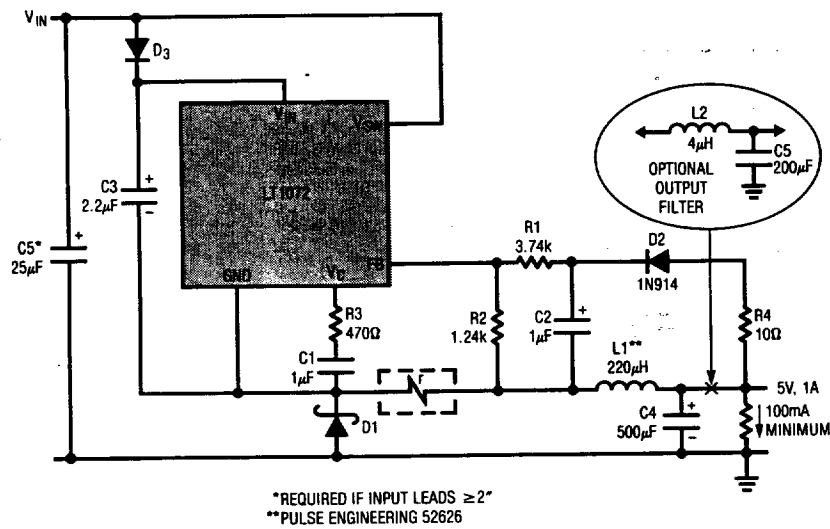 VIN
D3
VIN
VSW
LT1072
GND
VC
FB
C3
2.2µF
+
−
C5*
25µF
+
R3
470Ω
C1
1µF
D1
r
R1
3.74k
R2
1.24k
C2
1µF
+
D2
1N914
R4
10Ω
L1**
220µH
C4
500µF
+
−
5V, 1A
100mA
MINIMUM
L2
4µH
C5
200µF
OPTIONAL
OUTPUT
FILTER
*REQUIRED IF INPUT LEADS ≥2"
**PULSE ENGINEERING 52626